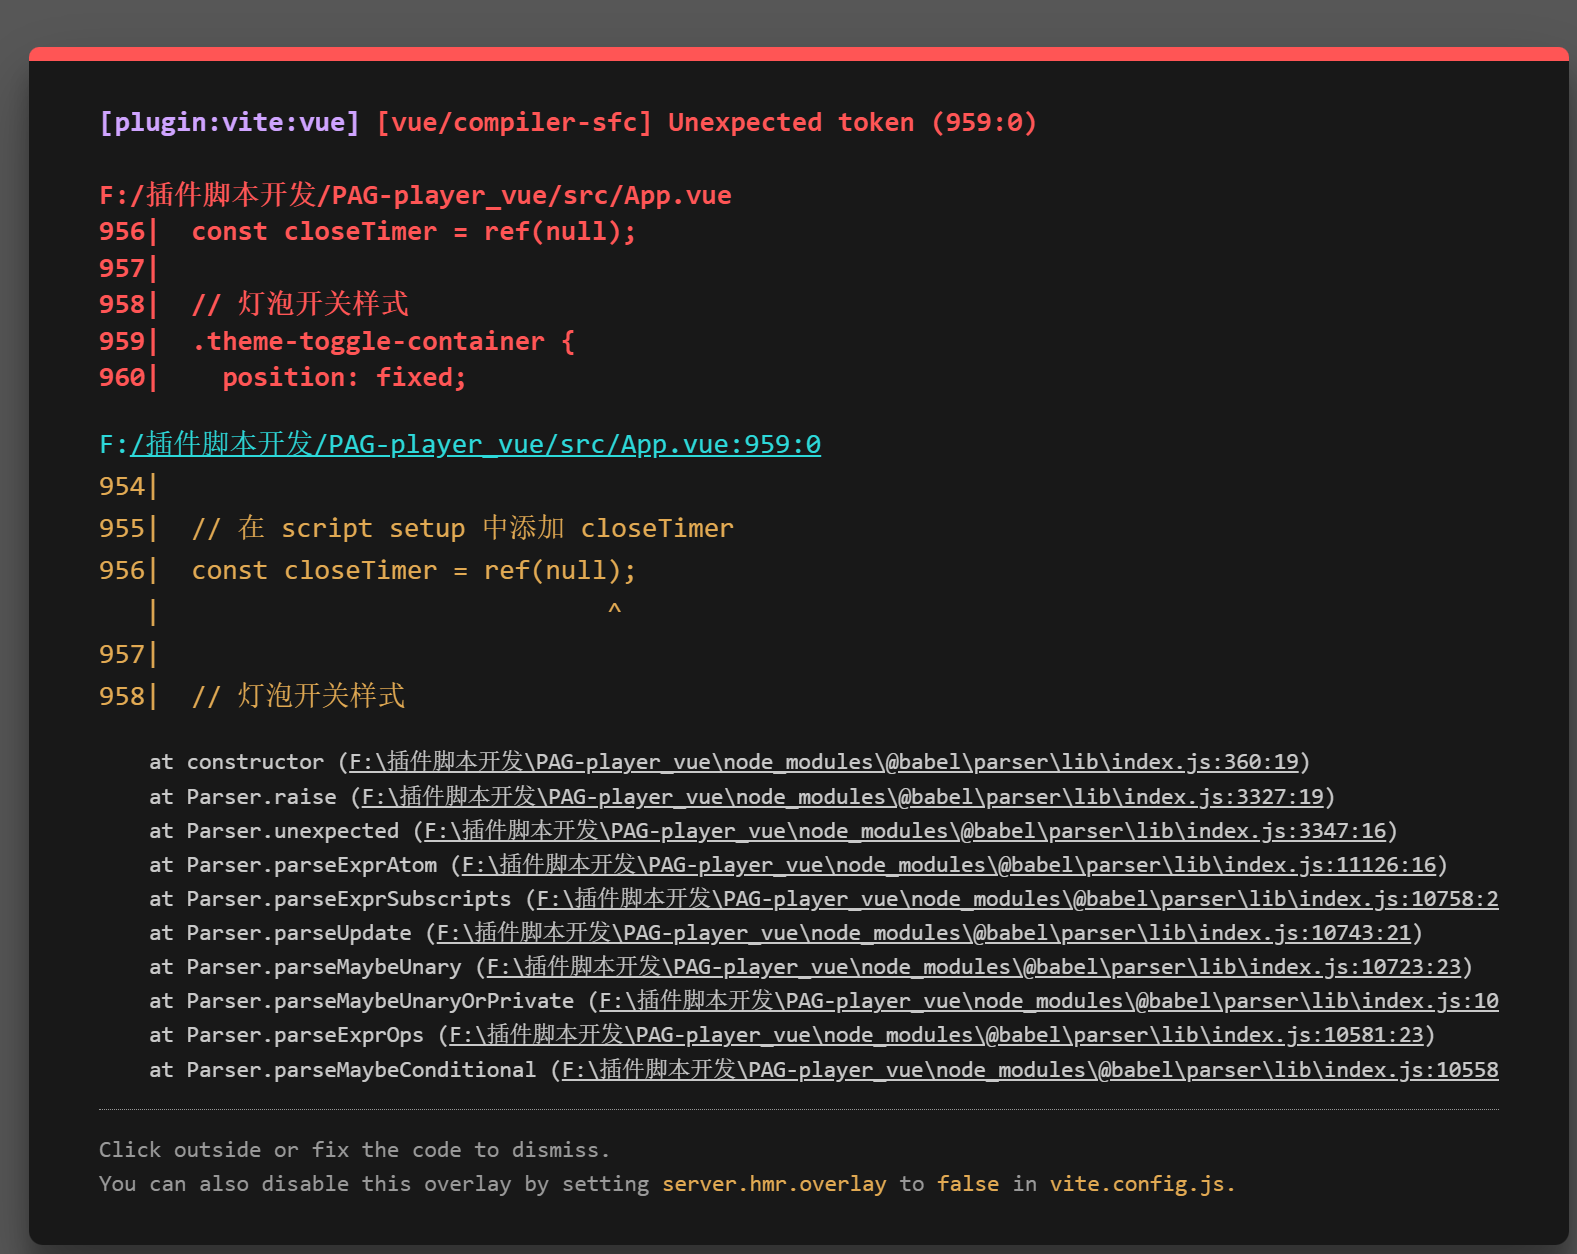 [plugin:vite:vue] [vue/compiler-sfc] Unexpected token (959:0)
F:/插件脚本开发/PAG-player_vue/src/App.vue
956|  const closeTimer = ref(null);
957|
958|  // 灯泡开关样式
959|  .theme-toggle-container {
960|    position: fixed;
F:/插件脚本开发/PAG-player_vue/src/App.vue:959:0
954|
955|  // 在 script setup 中添加 closeTimer
956|  const closeTimer = ref(null);
   |                             ^
957|
958|  // 灯泡开关样式
at constructor (F:\插件脚本开发\PAG-player_vue\node_modules\@babel\parser\lib\index.js:360:19)
at Parser.raise (F:\插件脚本开发\PAG-player_vue\node_modules\@babel\parser\lib\index.js:3327:19)
at Parser.unexpected (F:\插件脚本开发\PAG-player_vue\node_modules\@babel\parser\lib\index.js:3347:16)
at Parser.parseExprAtom (F:\插件脚本开发\PAG-player_vue\node_modules\@babel\parser\lib\index.js:11126:16)
at Parser.parseExprSubscripts (F:\插件脚本开发\PAG-player_vue\node_modules\@babel\parser\lib\index.js:10758:2
at Parser.parseUpdate (F:\插件脚本开发\PAG-player_vue\node_modules\@babel\parser\lib\index.js:10743:21)
at Parser.parseMaybeUnary (F:\插件脚本开发\PAG-player_vue\node_modules\@babel\parser\lib\index.js:10723:23)
at Parser.parseMaybeUnaryOrPrivate (F:\插件脚本开发\PAG-player_vue\node_modules\@babel\parser\lib\index.js:10
at Parser.parseExprOps (F:\插件脚本开发\PAG-player_vue\node_modules\@babel\parser\lib\index.js:10581:23)
at Parser.parseMaybeConditional (F:\插件脚本开发\PAG-player_vue\node_modules\@babel\parser\lib\index.js:10558
Click outside or fix the code to dismiss.
You can also disable this overlay by setting server.hmr.overlay to false in vite.config.js.